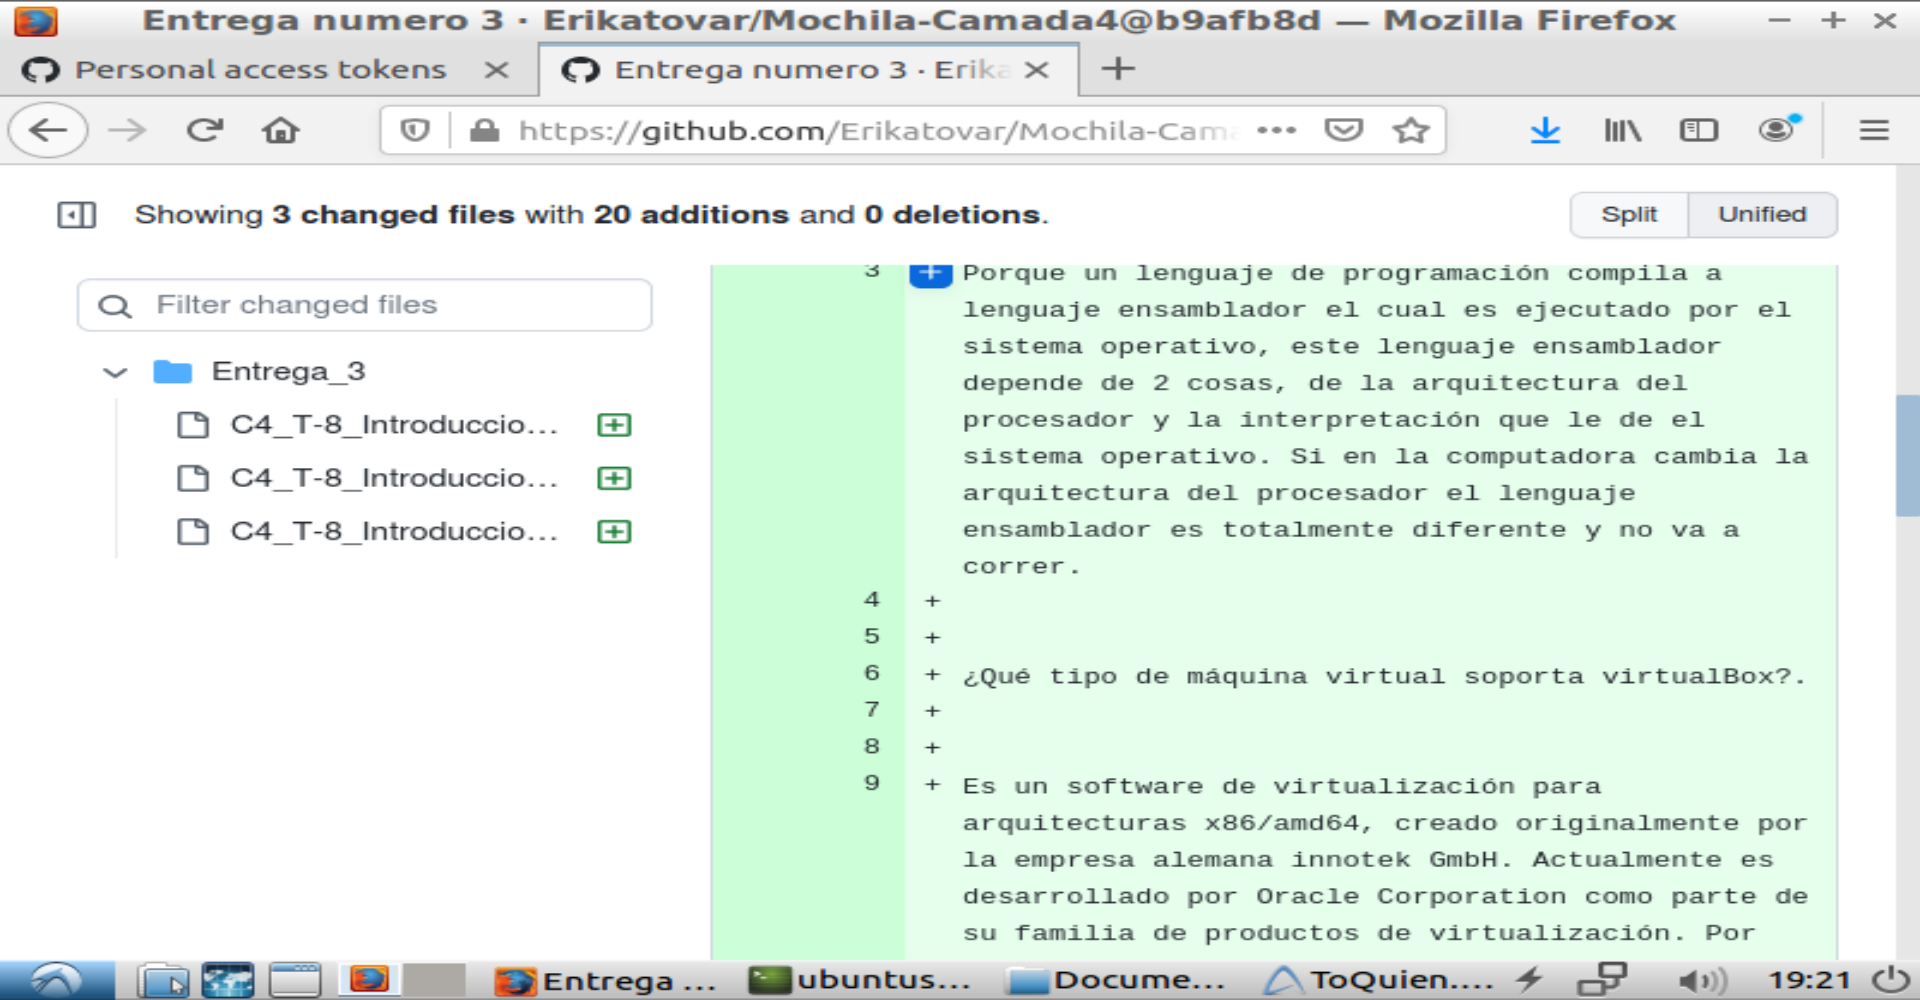 Entrega numero 3 · Erikatovar/Mochila-Camada4@b9afb8d — Mozilla Firefox
Personal access tokens
Entrega numero 3 · Erika
https://github.com/Erikatovar/Mochila-Cam
Showing 3 changed files with 20 additions and 0 deletions.
Split
Unified
Filter changed files
Entrega_3
C4_T-8_Introduccio...
C4_T-8_Introduccio...
C4_T-8_Introduccio...
3 + Porque un lenguaje de programación compila a
lenguaje ensamblador el cual es ejecutado por el
sistema operativo, este lenguaje ensamblador
depende de 2 cosas, de la arquitectura del
procesador y la interpretación que le de el
sistema operativo. Si en la computadora cambia la
arquitectura del procesador el lenguaje
ensamblador es totalmente diferente y no va a
correr.
4 +
5 +
6 + ¿Qué tipo de máquina virtual soporta virtualBox?.
7 +
8 +
9 + Es un software de virtualización para
arquitecturas x86/amd64, creado originalmente por
la empresa alemana innotek GmbH. Actualmente es
desarrollado por Oracle Corporation como parte de
su familia de productos de virtualización. Por
Entrega ...
ubuntus...
Docume...
ToQuien....
19:21